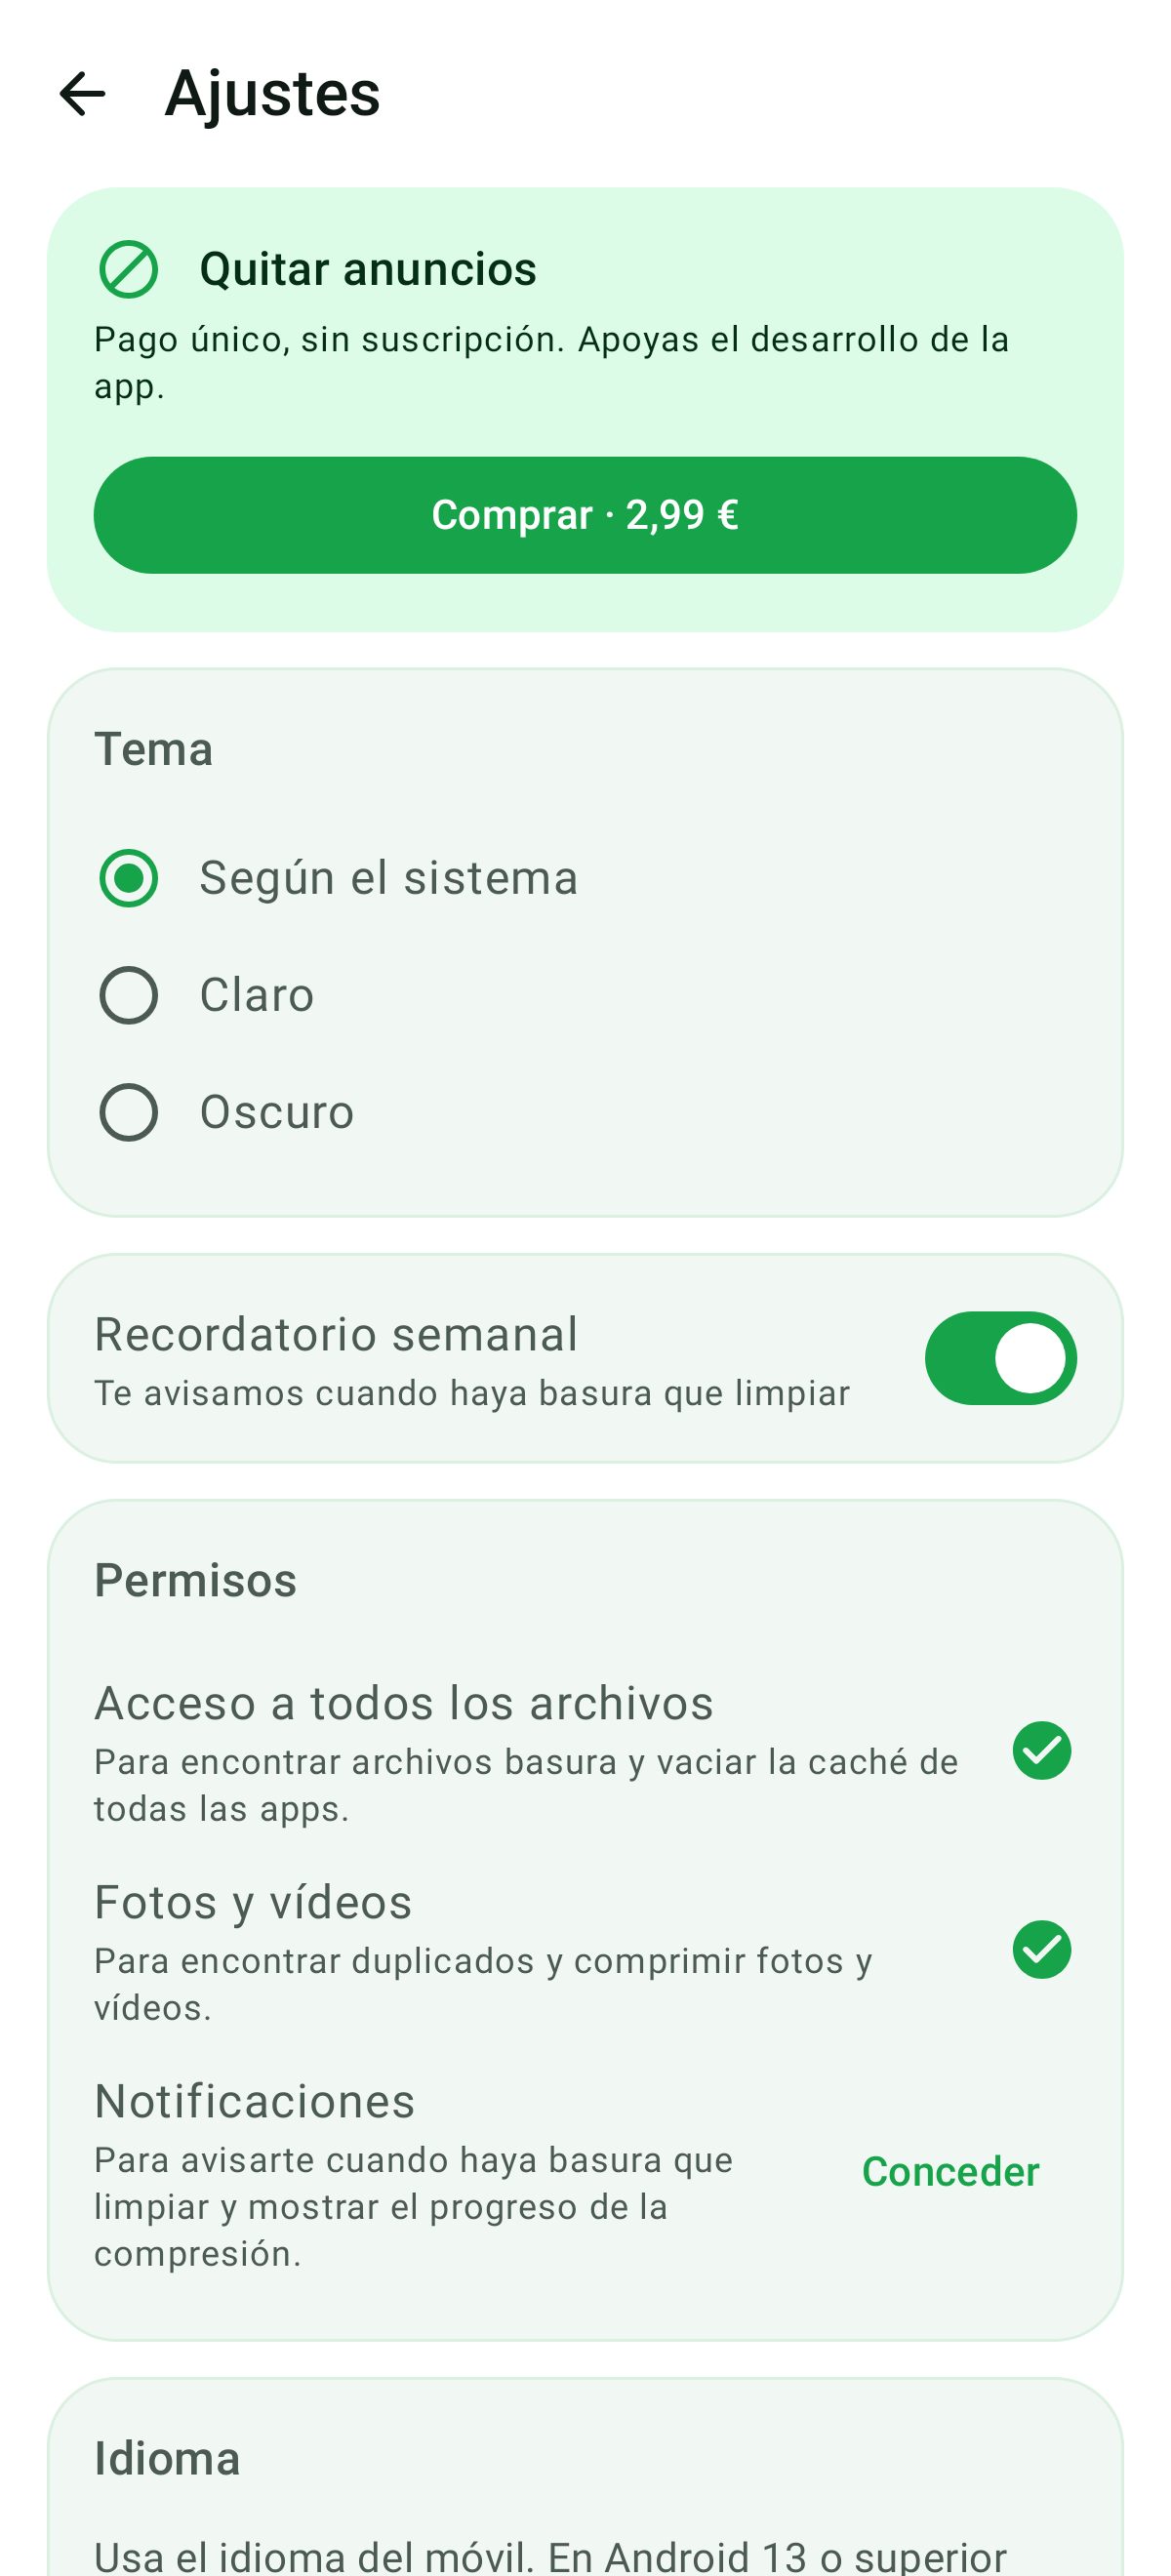 Ajustes
Quitar anuncios
Pago único, sin suscripción. Apoyas el desarrollo de la
app.
Comprar · 2,99 €
Tema
Según el sistema
Claro
Oscuro
Recordatorio semanal
Te avisamos cuando haya basura que limpiar
Permisos
Acceso a todos los archivos
Para encontrar archivos basura y vaciar la caché de
todas las apps.
Fotos y vídeos
Para encontrar duplicados y comprimir fotos y
vídeos.
Notificaciones
Para avisarte cuando haya basura que
limpiar y mostrar el progreso de la
compresión.
Conceder
Idioma
Usa el idioma del móvil. En Android 13 o superior